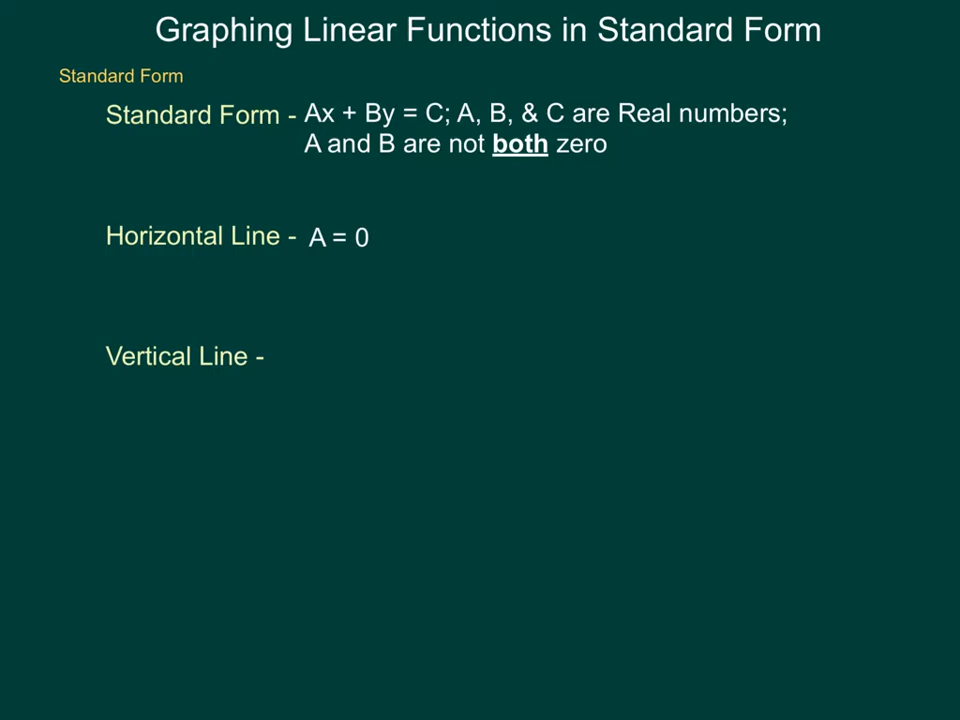 Graphing Linear Functions in Standard Form
Standard Form
Standard Form - Ax + By = C; A, B, & C are Real numbers;
A and B are not both zero
Horizontal Line - A = 0
Vertical Line -